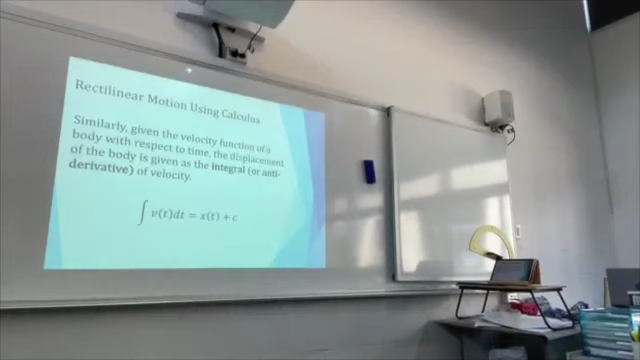 Rectilinear Motion Using Calculus
Similarly, given the velocity function of a
body with respect to time, the displacement
of the body is given as the integral (or anti-
derivative) of velocity.
∫ v(t)dt = x(t) + c